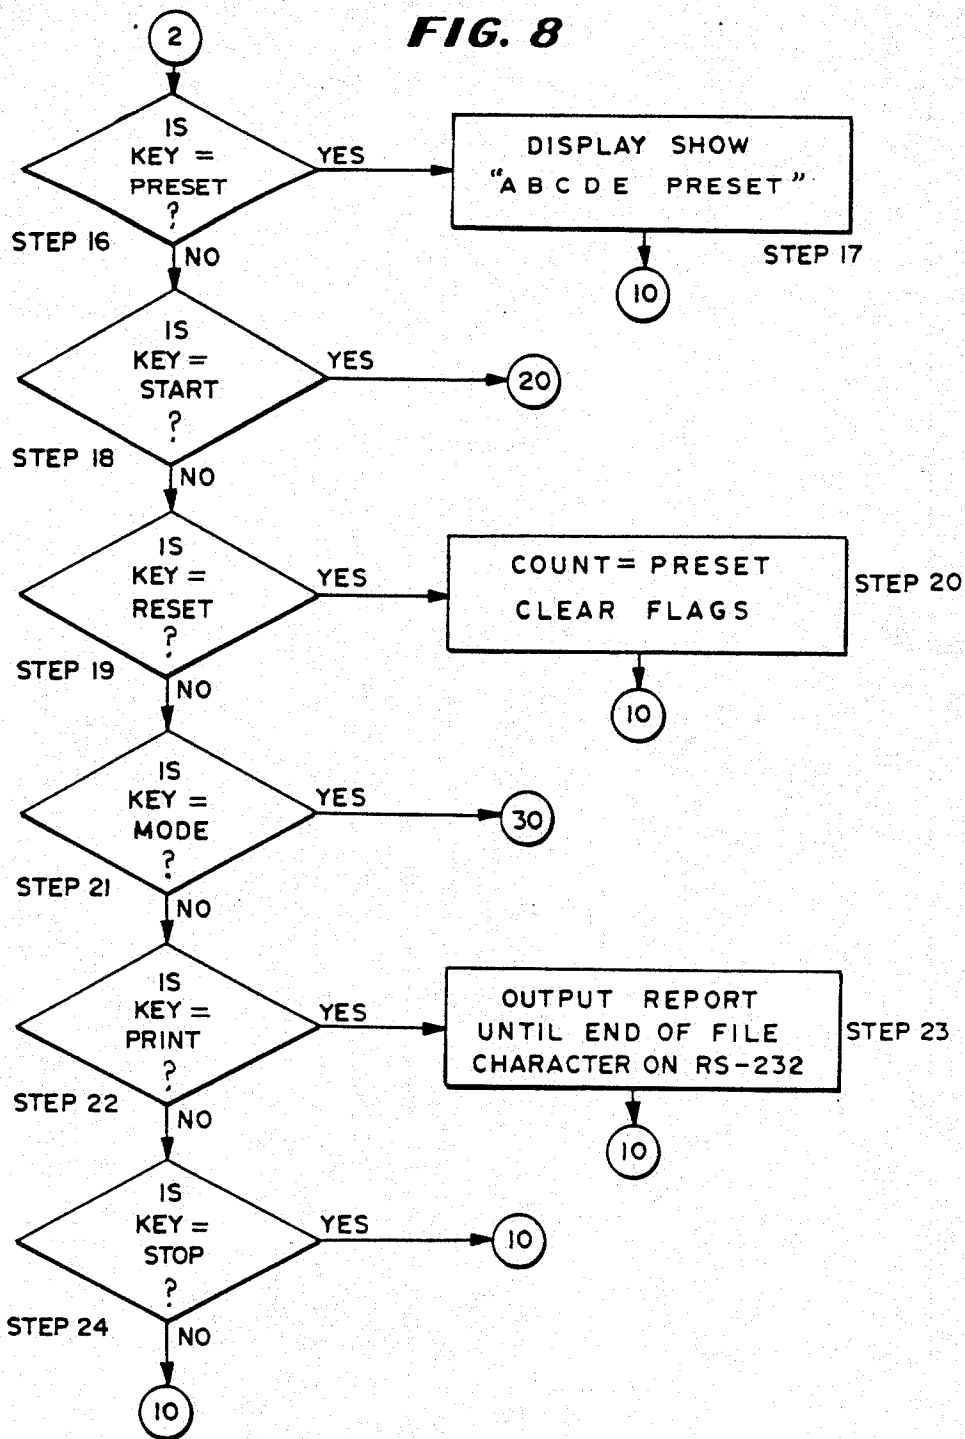 FIG. 8
2
IS
KEY =
PRESET
?
YES
STEP 16
NO
DISPLAY SHOW
"A B C D E PRESET"
STEP 17
10
IS
KEY =
START
?
YES
20
STEP 18
NO
IS
KEY =
RESET
?
YES
STEP 19
NO
COUNT = PRESET
CLEAR FLAGS
STEP 20
10
IS
KEY =
MODE
?
YES
30
STEP 21
NO
IS
KEY =
PRINT
?
YES
STEP 22
NO
OUTPUT REPORT
UNTIL END OF FILE
CHARACTER ON RS-232
STEP 23
10
IS
KEY =
STOP
?
YES
10
STEP 24
NO
10